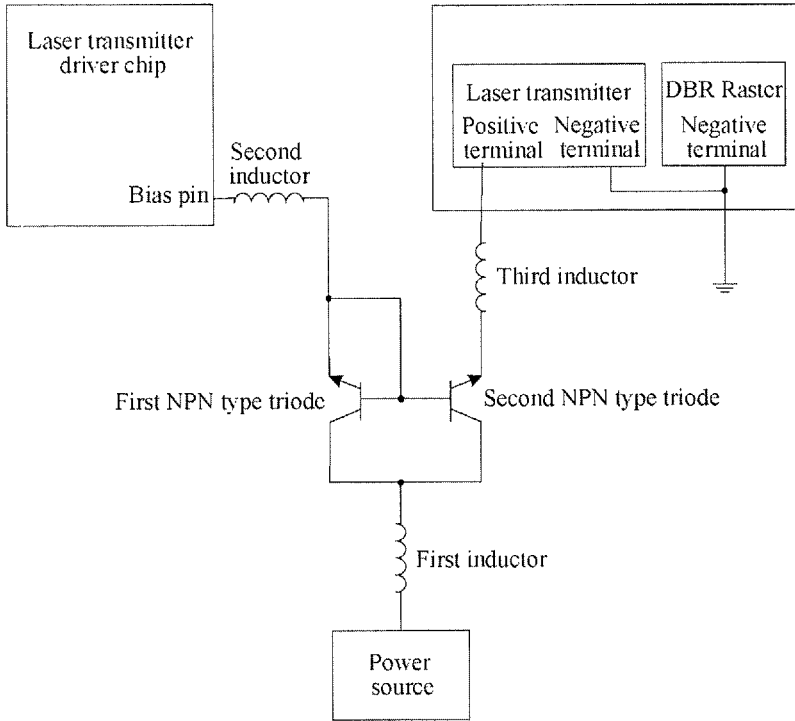 Laser transmitter
driver chip
Bias pin
Second
inductor
Laser transmitter
Positive
terminal
Negative
terminal
DBR Raster
Negative
terminal
Third inductor
First NPN type triode
Second NPN type triode
First inductor
Power
source